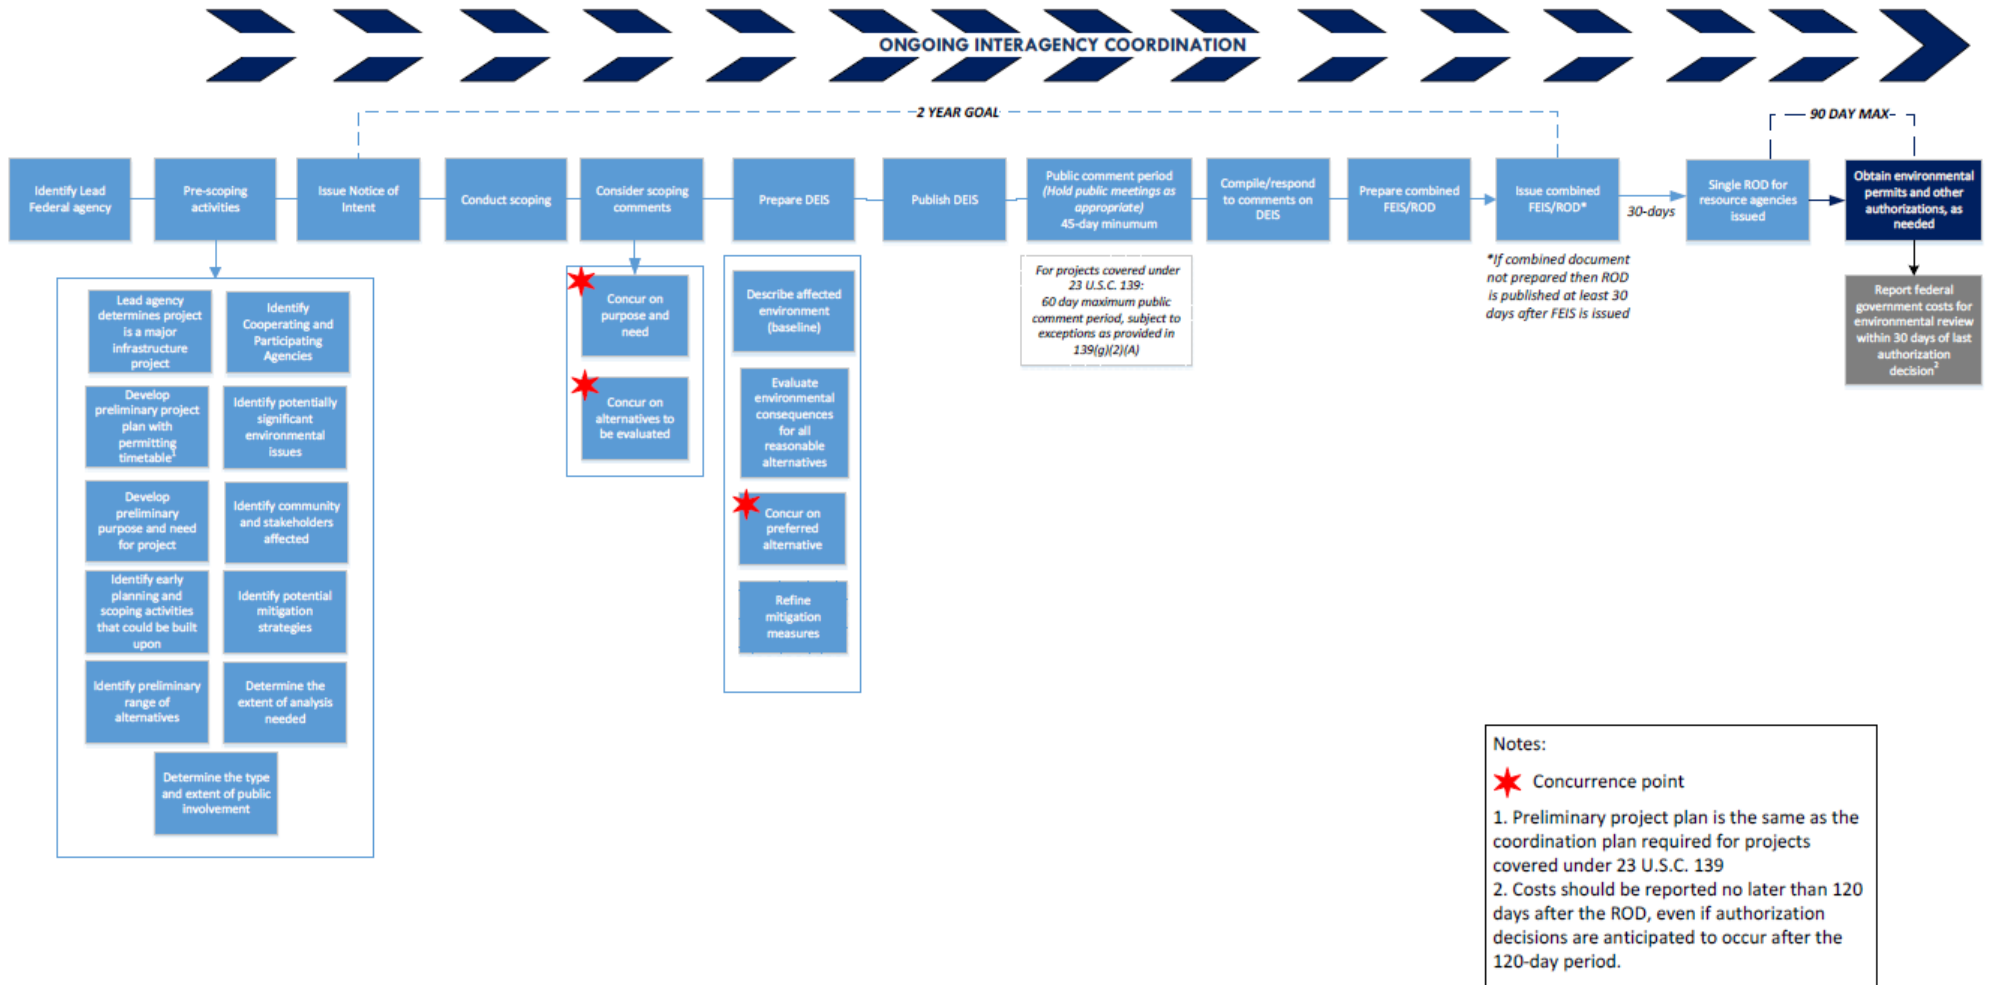 ONGOING INTERAGENCY COORDINATION
2 YEAR GOAL
90 DAY MAX
Identify Lead
Federal agency
Pre-scoping
activities
Issue Notice of
Intent
Conduct scoping
Consider scoping
comments
Prepare DEIS
Publish DEIS
Public comment period
(Hold public meetings as
appropriate)
45-day minumum
Compile/respond
to comments on
DEIS
Prepare combined
FEIS/ROD
Issue combined
FEIS/ROD*
30-days
Single ROD for
resource agencies
issued
Obtain environmental
permits and other
authorizations, as
needed
Lead agency
determines project
is a major
infrastructure
project
Identify
Cooperating and
Participating
Agencies
Develop
preliminary project
plan with
permitting
timetable1
Identify potentially
significant
environmental
issues
Develop
preliminary
purpose and need
for project
Identify community
and stakeholders
affected
Identify early
planning and
scoping activities
that could be built
upon
Identify potential
mitigation
strategies
Identify preliminary
range of
alternatives
Determine the
extent of analysis
needed
Determine the type
and extent of public
involvement
Concur on
purpose and
need
Concur on
alternatives to
be evaluated
Describe affected
environment
(baseline)
Evaluate
environmental
consequences
for all
reasonable
alternatives
Concur on
preferred
alternative
Refine
mitigation
measures
For projects covered under
23 U.S.C. 139:
60 day maximum public
comment period, subject to
exceptions as provided in
139(g)(2)(A)
*If combined document
not prepared then ROD
is published at least 30
days after FEIS is issued
Report federal
government costs for
environmental review
within 30 days of last
authorization
decision2
Notes:
Concurrence point
1. Preliminary project plan is the same as the
coordination plan required for projects
covered under 23 U.S.C. 139
2. Costs should be reported no later than 120
days after the ROD, even if authorization
decisions are anticipated to occur after the
120-day period.